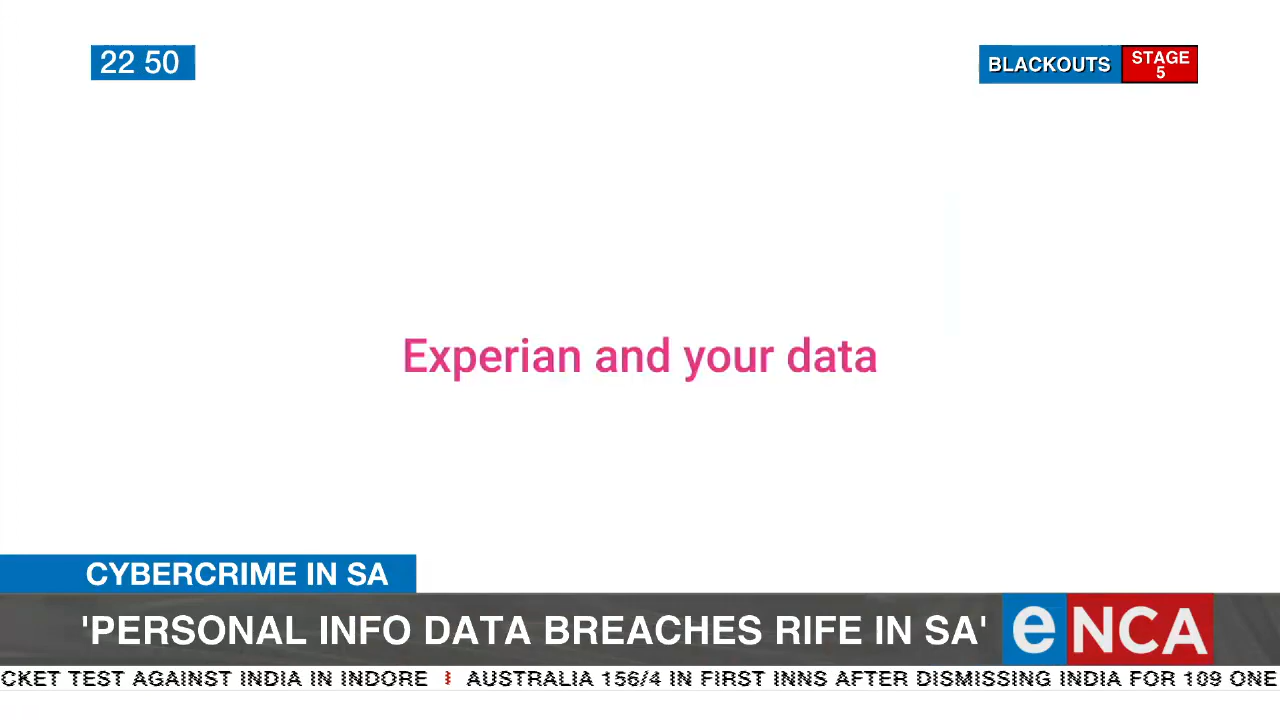 22 50
BLACKOUTS
STAGE
5
Experian and your data
CYBERCRIME IN SA
'PERSONAL INFO DATA BREACHES RIFE IN SA'
eNCA
CKET TEST AGAINST INDIA IN INDORE AUSTRALIA 156/4 IN FIRST INNS AFTER DISMISSING INDIA FOR 109 ONE